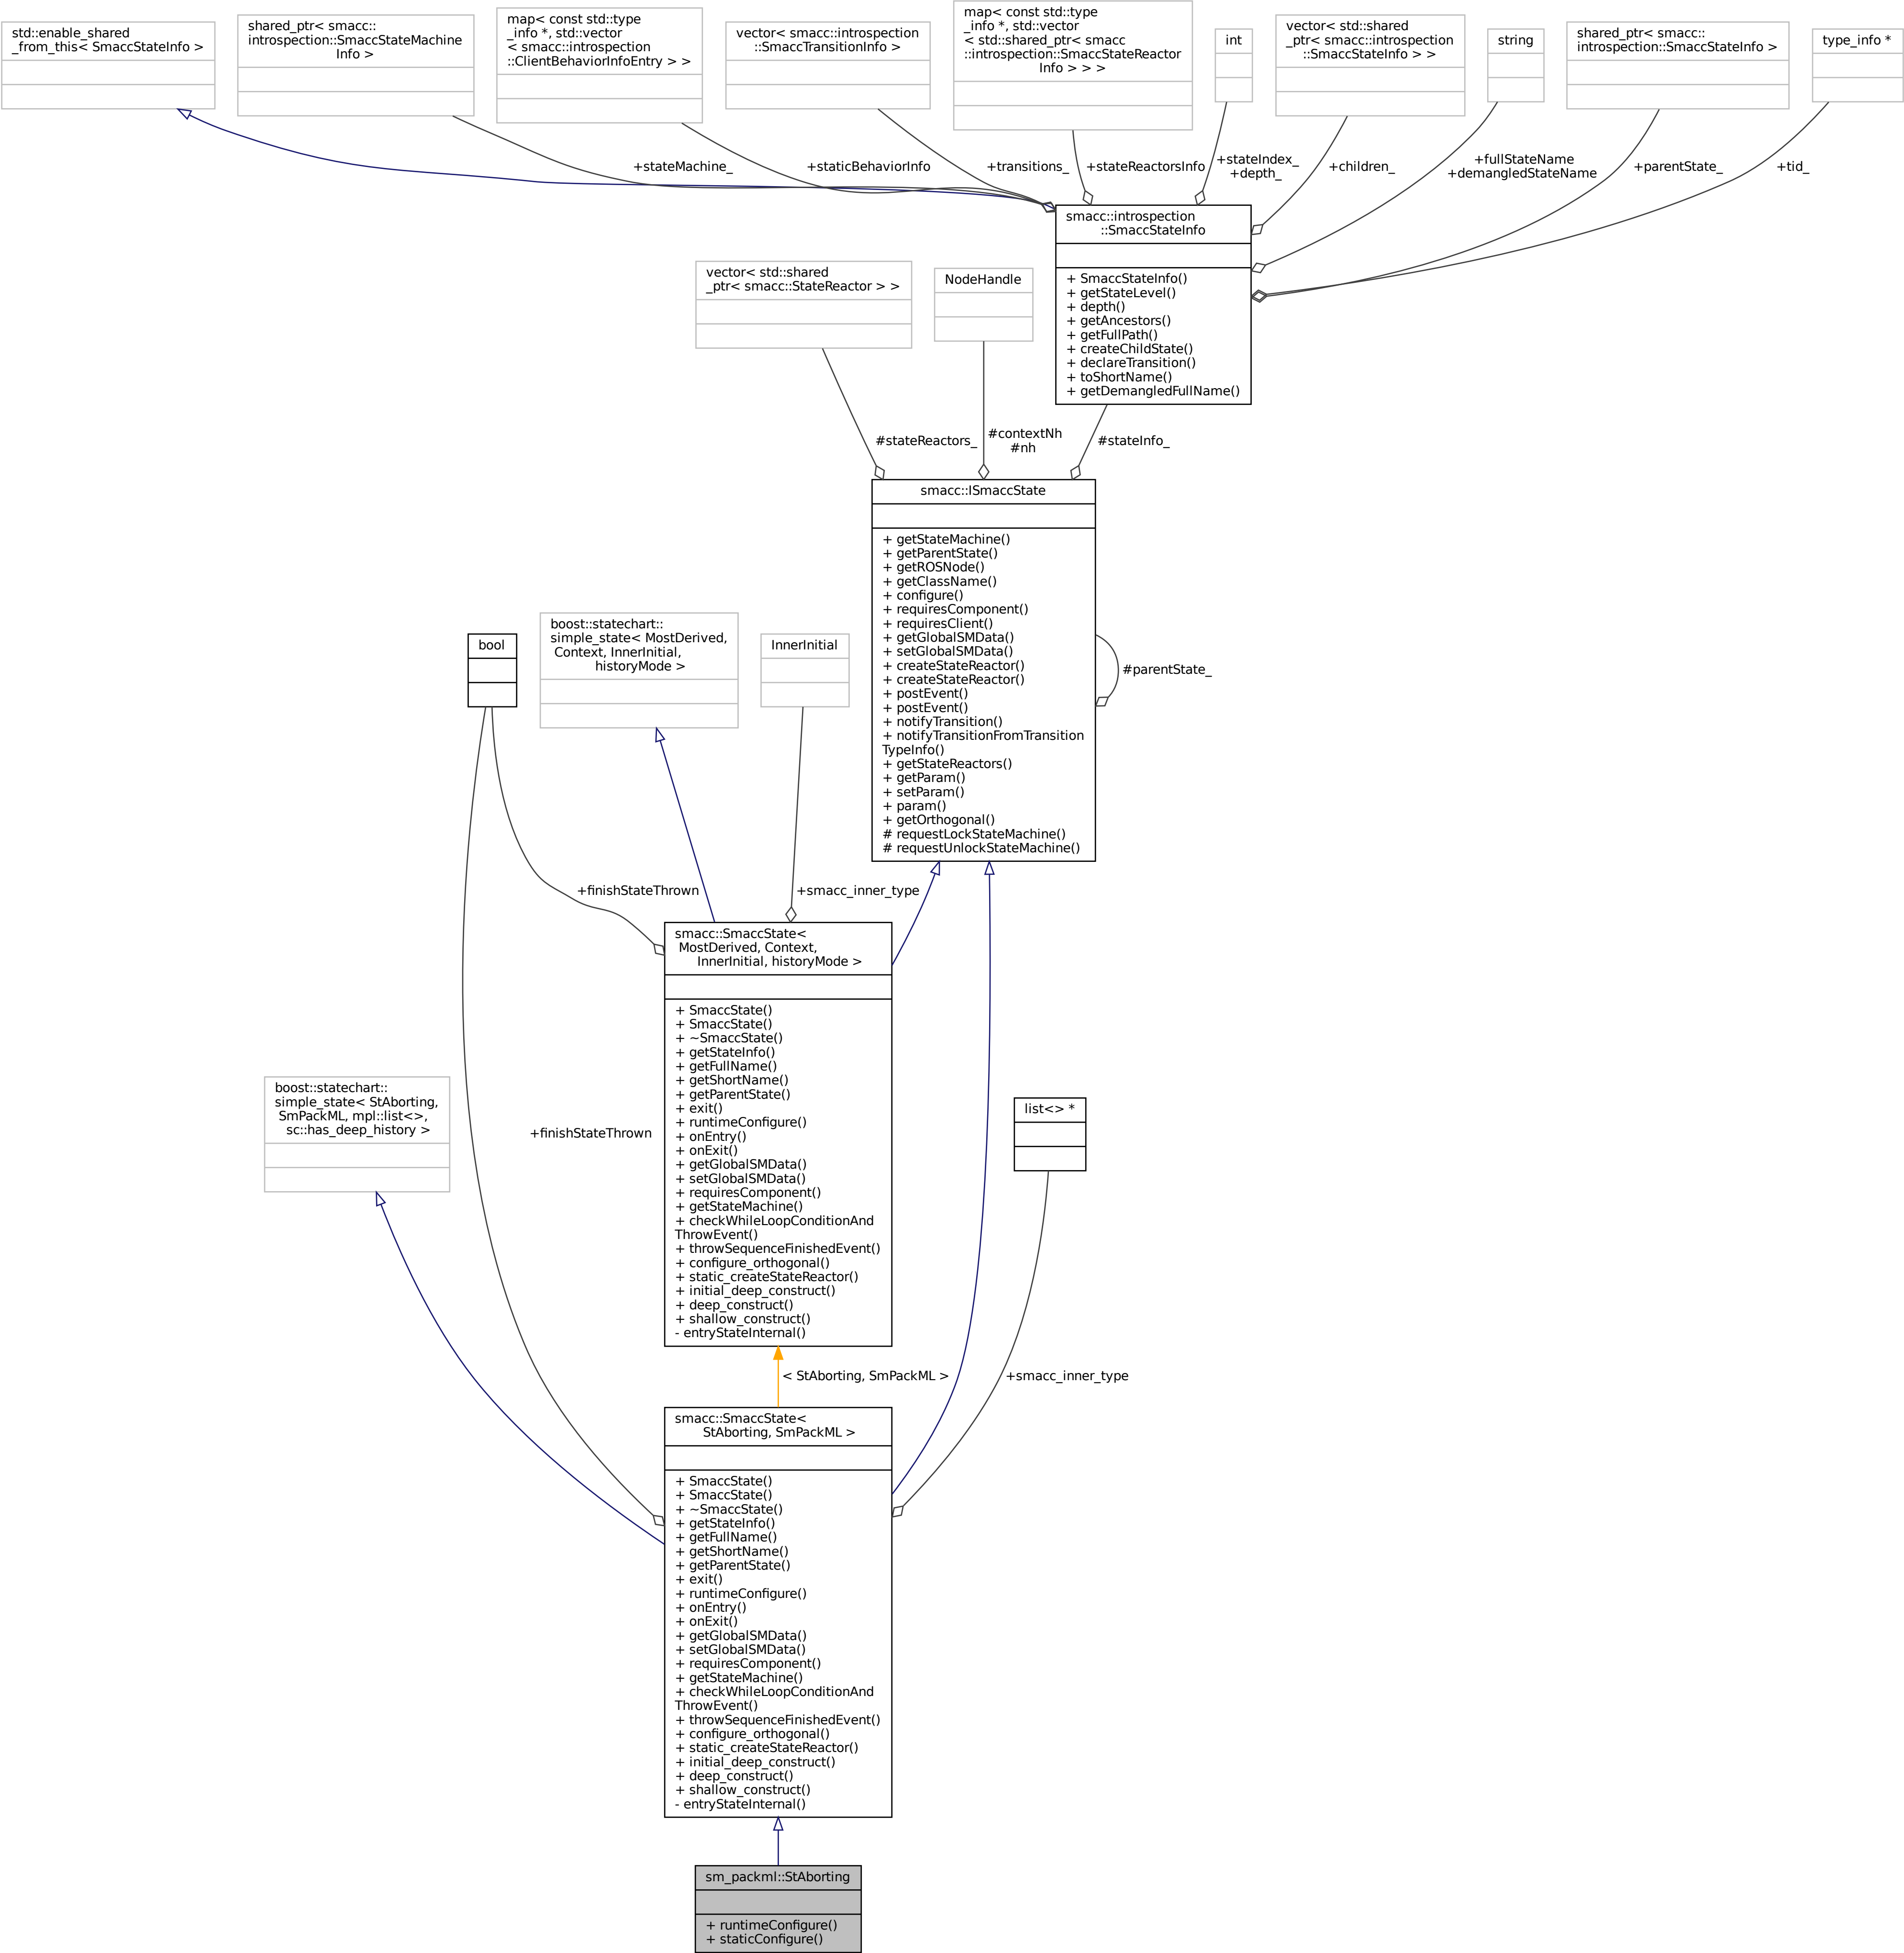 std::enable_shared
_from_this< SmaccStateInfo >
shared_ptr< smacc::
introspection::SmaccStateMachine
Info >
map< const std::type
_info *, std::vector
< smacc::introspection
::ClientBehaviorInfoEntry > >
vector< smacc::introspection
::SmaccTransitionInfo >
map< const std::type
_info *, std::vector
< std::shared_ptr< smacc
::introspection::SmaccStateReactor
Info > > >
int
vector< std::shared
_ptr< smacc::introspection
::SmaccStateInfo > >
string
shared_ptr< smacc::
introspection::SmaccStateInfo >
type_info *
+stateMachine_
+staticBehaviorInfo
+transitions_
+stateReactorsInfo
+stateIndex_
+depth_
+children_
+fullStateName
+demangledStateName
+parentState_
+tid_
smacc::introspection
::SmaccStateInfo
+ SmaccStateInfo()
+ getStateLevel()
+ depth()
+ getAncestors()
+ getFullPath()
+ createChildState()
+ declareTransition()
+ toShortName()
+ getDemangledFullName()
vector< std::shared
_ptr< smacc::StateReactor > >
NodeHandle
#stateReactors_
#contextNh
#nh
#stateInfo_
smacc::ISmaccState
+ getStateMachine()
+ getParentState()
+ getROSNode()
+ getClassName()
+ configure()
+ requiresComponent()
+ requiresClient()
+ getGlobalSMData()
+ setGlobalSMData()
+ createStateReactor()
+ createStateReactor()
+ postEvent()
+ postEvent()
+ notifyTransition()
+ notifyTransitionFromTransition
TypeInfo()
+ getStateReactors()
+ getParam()
+ setParam()
+ param()
+ getOrthogonal()
# requestLockStateMachine()
# requestUnlockStateMachine()
#parentState_
bool
boost::statechart::
simple_state< MostDerived,
Context, InnerInitial,
historyMode >
InnerInitial
+finishStateThrown
+smacc_inner_type
smacc::SmaccState<
MostDerived, Context,
InnerInitial, historyMode >
+ SmaccState()
+ SmaccState()
+ ~SmaccState()
+ getStateInfo()
+ getFullName()
+ getShortName()
+ getParentState()
+ exit()
+ runtimeConfigure()
+ onEntry()
+ onExit()
+ getGlobalSMData()
+ setGlobalSMData()
+ requiresComponent()
+ getStateMachine()
+ checkWhileLoopConditionAnd
ThrowEvent()
+ throwSequenceFinishedEvent()
+ configure_orthogonal()
+ static_createStateReactor()
+ initial_deep_construct()
+ deep_construct()
+ shallow_construct()
- entryStateInternal()
boost::statechart::
simple_state< StAborting,
SmPackML, mpl::list<>,
sc::has_deep_history >
+finishStateThrown
list<> *
< StAborting, SmPackML >
+smacc_inner_type
smacc::SmaccState<
StAborting, SmPackML >
+ SmaccState()
+ SmaccState()
+ ~SmaccState()
+ getStateInfo()
+ getFullName()
+ getShortName()
+ getParentState()
+ exit()
+ runtimeConfigure()
+ onEntry()
+ onExit()
+ getGlobalSMData()
+ setGlobalSMData()
+ requiresComponent()
+ getStateMachine()
+ checkWhileLoopConditionAnd
ThrowEvent()
+ throwSequenceFinishedEvent()
+ configure_orthogonal()
+ static_createStateReactor()
+ initial_deep_construct()
+ deep_construct()
+ shallow_construct()
- entryStateInternal()
sm_packml::StAborting
+ runtimeConfigure()
+ staticConfigure()